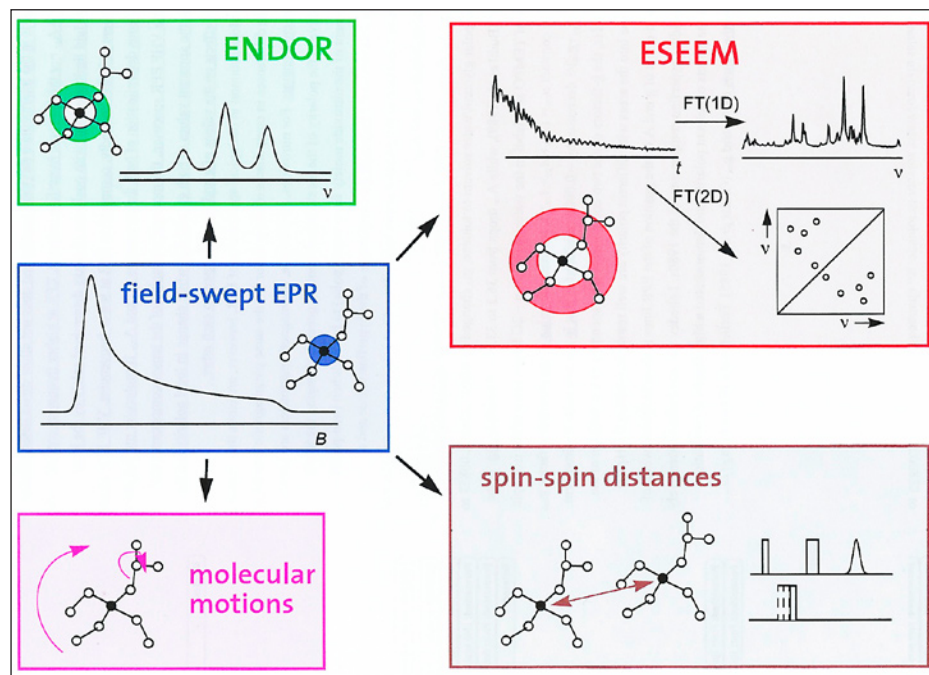 ENDOR
ν
ESEEM
FT(1D)
t
ν
FT(2D)
ν
ν
field-swept EPR
B
molecular
motions
spin-spin distances